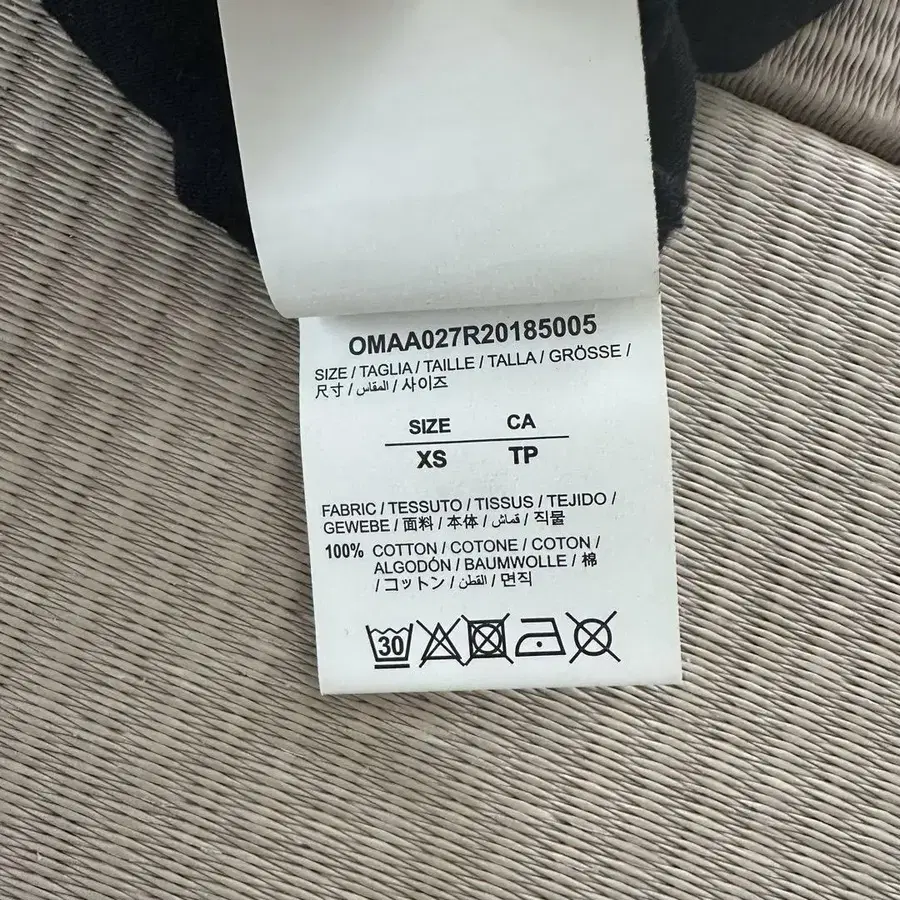 OMAA027R20185005
SIZE / TAGLIA / TAILLE / TALLA / GRÖSSE /
尺寸 / المقاس / 사이즈
SIZE CA
XS TP
FABRIC / TESSUTO / TISSUS / TEJIDO /
GEWEBE / 面料 / 本体 / قماش / 직물
100% COTTON / COTONE / COTON /
ALGODÓN / BAUMWOLLE / 棉
/ コットン / القطن / 면직
30